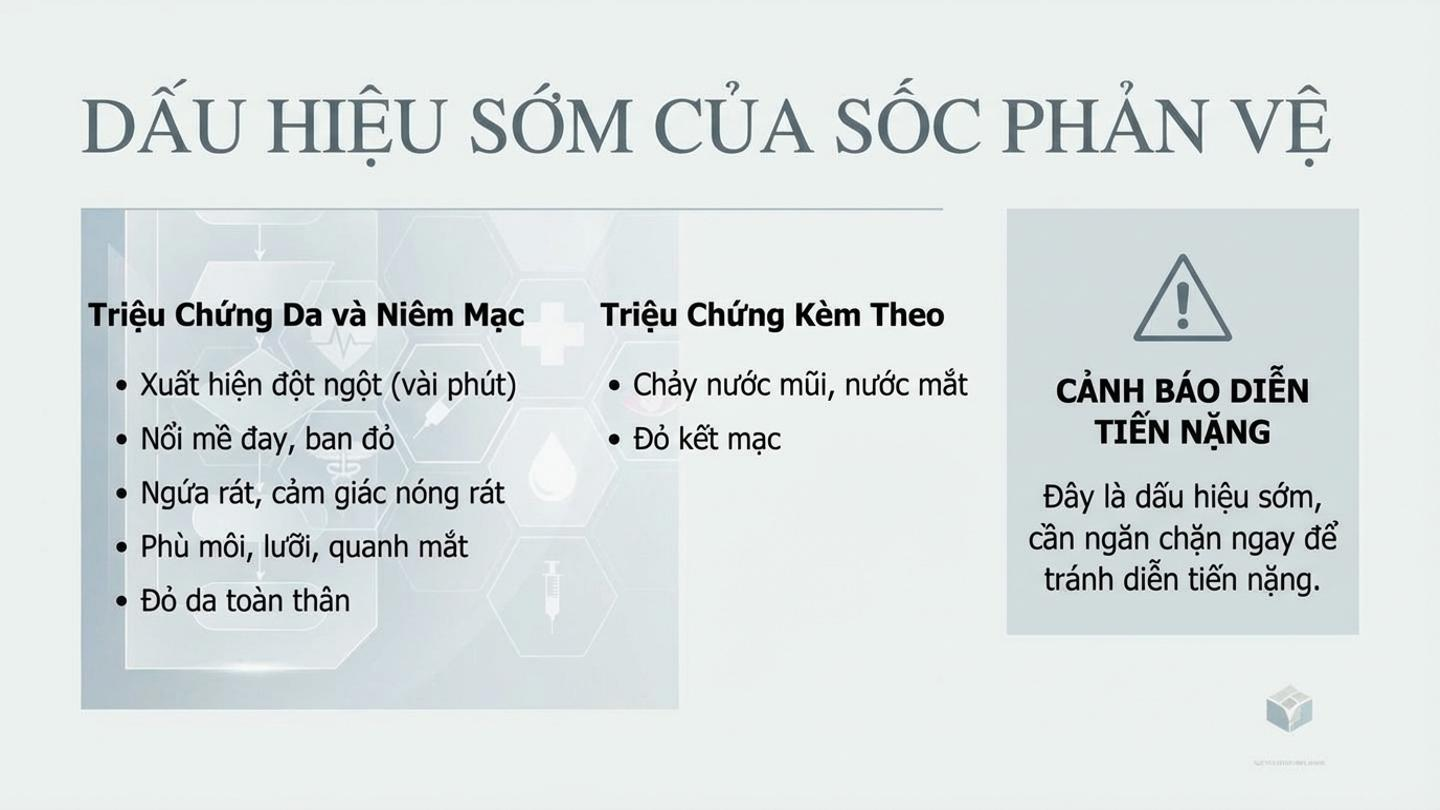 DẤU HIỆU SỚM CỦA SỐC PHẢN VỆ
Triệu Chứng Da và Niêm Mạc
• Xuất hiện đột ngột (vài phút)
• Nổi mề đay, ban đỏ
• Ngứa rát, cảm giác nóng rát
• Phù môi, lưỡi, quanh mắt
• Đỏ da toàn thân
Triệu Chứng Kèm Theo
• Chảy nước mũi, nước mắt
• Đỏ kết mạc
CẢNH BÁO DIỄN
TIẾN NẶNG
Đây là dấu hiệu sớm,
cần ngăn chặn ngay để
tránh diễn tiến nặng.